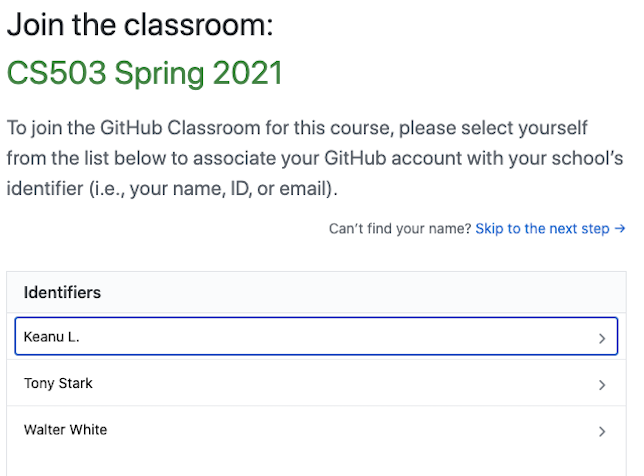 Join the classroom:
CS503 Spring 2021
To join the GitHub Classroom for this course, please select yourself
from the list below to associate your GitHub account with your school’s
identifier (i.e., your name, ID, or email).
Can’t find your name? Skip to the next step →
Identifiers
Keanu L.
Tony Stark
Walter White